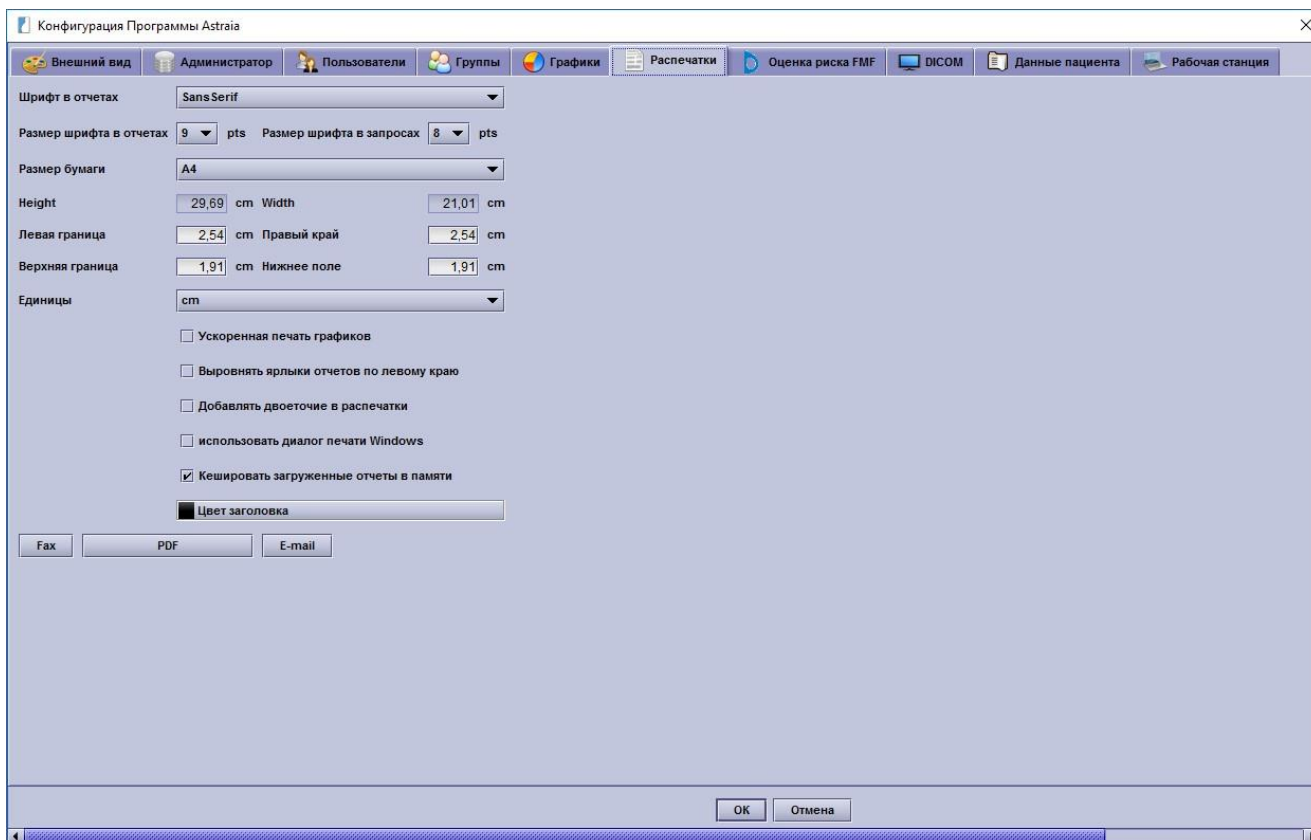 Конфигурация Программы Astraia
Внешний вид Администратор Пользователи Группы Графики Распечатки Оценка риска FMF DICOM Данные пациента Рабочая станция
Шрифт в отчетах SansSerif
Размер шрифта в отчетах 9 pts Размер шрифта в запросах 8 pts
Размер бумаги A4
Height 29,69 cm Width 21,01 cm
Левая граница 2,54 cm Правый край 2,54 cm
Верхняя граница 1,91 cm Нижнее поле 1,91 cm
Единицы cm
Ускоренная печать графиков
Выровнять ярлыки отчетов по левому краю
Добавлять двоеточие в распечатки
использовать диалог печати Windows
Кешировать загруженные отчеты в памяти
Цвет заголовка
Fax PDF E-mail
OK Отмена